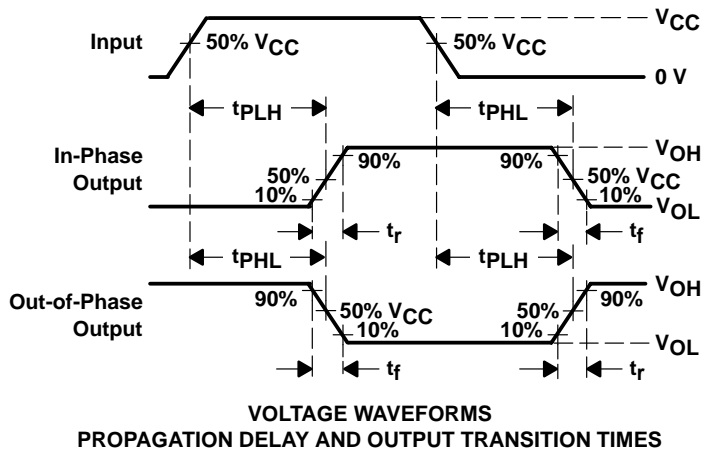 VCC
Input
50% VCC
50% VCC
0 V
tPLH
tPHL
In-Phase
Output
VOH
90%
90%
50%
50% VCC
10%
10%
VOL
tr
tf
tPHL
tPLH
Out-of-Phase
Output
VOH
90%
90%
50% VCC
50%
10%
10%
VOL
tf
tr
VOLTAGE WAVEFORMS
PROPAGATION DELAY AND OUTPUT TRANSITION TIMES